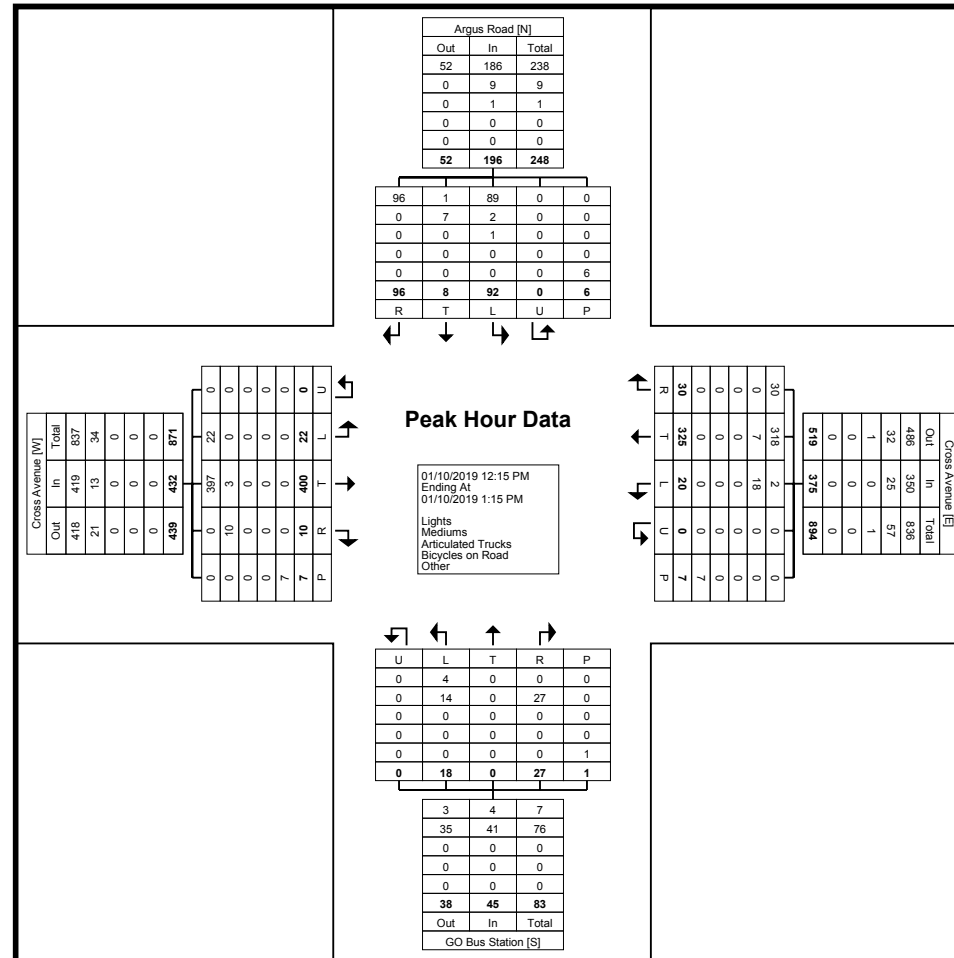 Argus Road [N]
Out In Total
52 186 238
0 9 9
0 1 1
0 0 0
0 0 0
52 196 248
96 1 89 0 0
0 7 2 0 0
0 0 1 0 0
0 0 0 0 0
0 0 0 0 6
96 8 92 0 6
R T L U P
U L T R P
0 22 400 10 7
0 0 0 0 7
0 0 0 0 0
0 0 0 0 0
0 0 3 10 0
0 22 397 0 0
871 432 439
0 0 0
0 0 0
0 0 0
34 13 21
837 419 418
Total In Out
Cross Avenue [W]
Peak Hour Data
01/10/2019 12:15 PM
Ending At
01/10/2019 1:15 PM
Lights
Mediums
Articulated Trucks
Bicycles on Road
Other
Cross Avenue [E]
Out In Total
486 350 836
32 25 57
1 0 1
0 0 0
0 0 0
519 375 894
30 318 2 0 0
0 7 18 0 0
0 0 0 0 0
0 0 0 0 0
0 0 0 0 7
30 325 20 0 7
R T L U P
U L T R P
0 4 0 0 0
0 14 0 27 0
0 0 0 0 0
0 0 0 0 0
0 0 0 0 1
0 18 0 27 1
3 4 7
35 41 76
0 0 0
0 0 0
0 0 0
38 45 83
Out In Total
GO Bus Station [S]